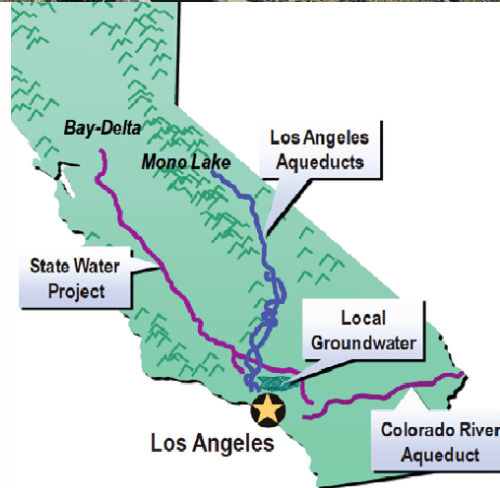 Bay-Delta
Mono Lake
Los Angeles
Aqueducts
State Water
Project
Local
Groundwater
Los Angeles
Colorado River
Aqueduct